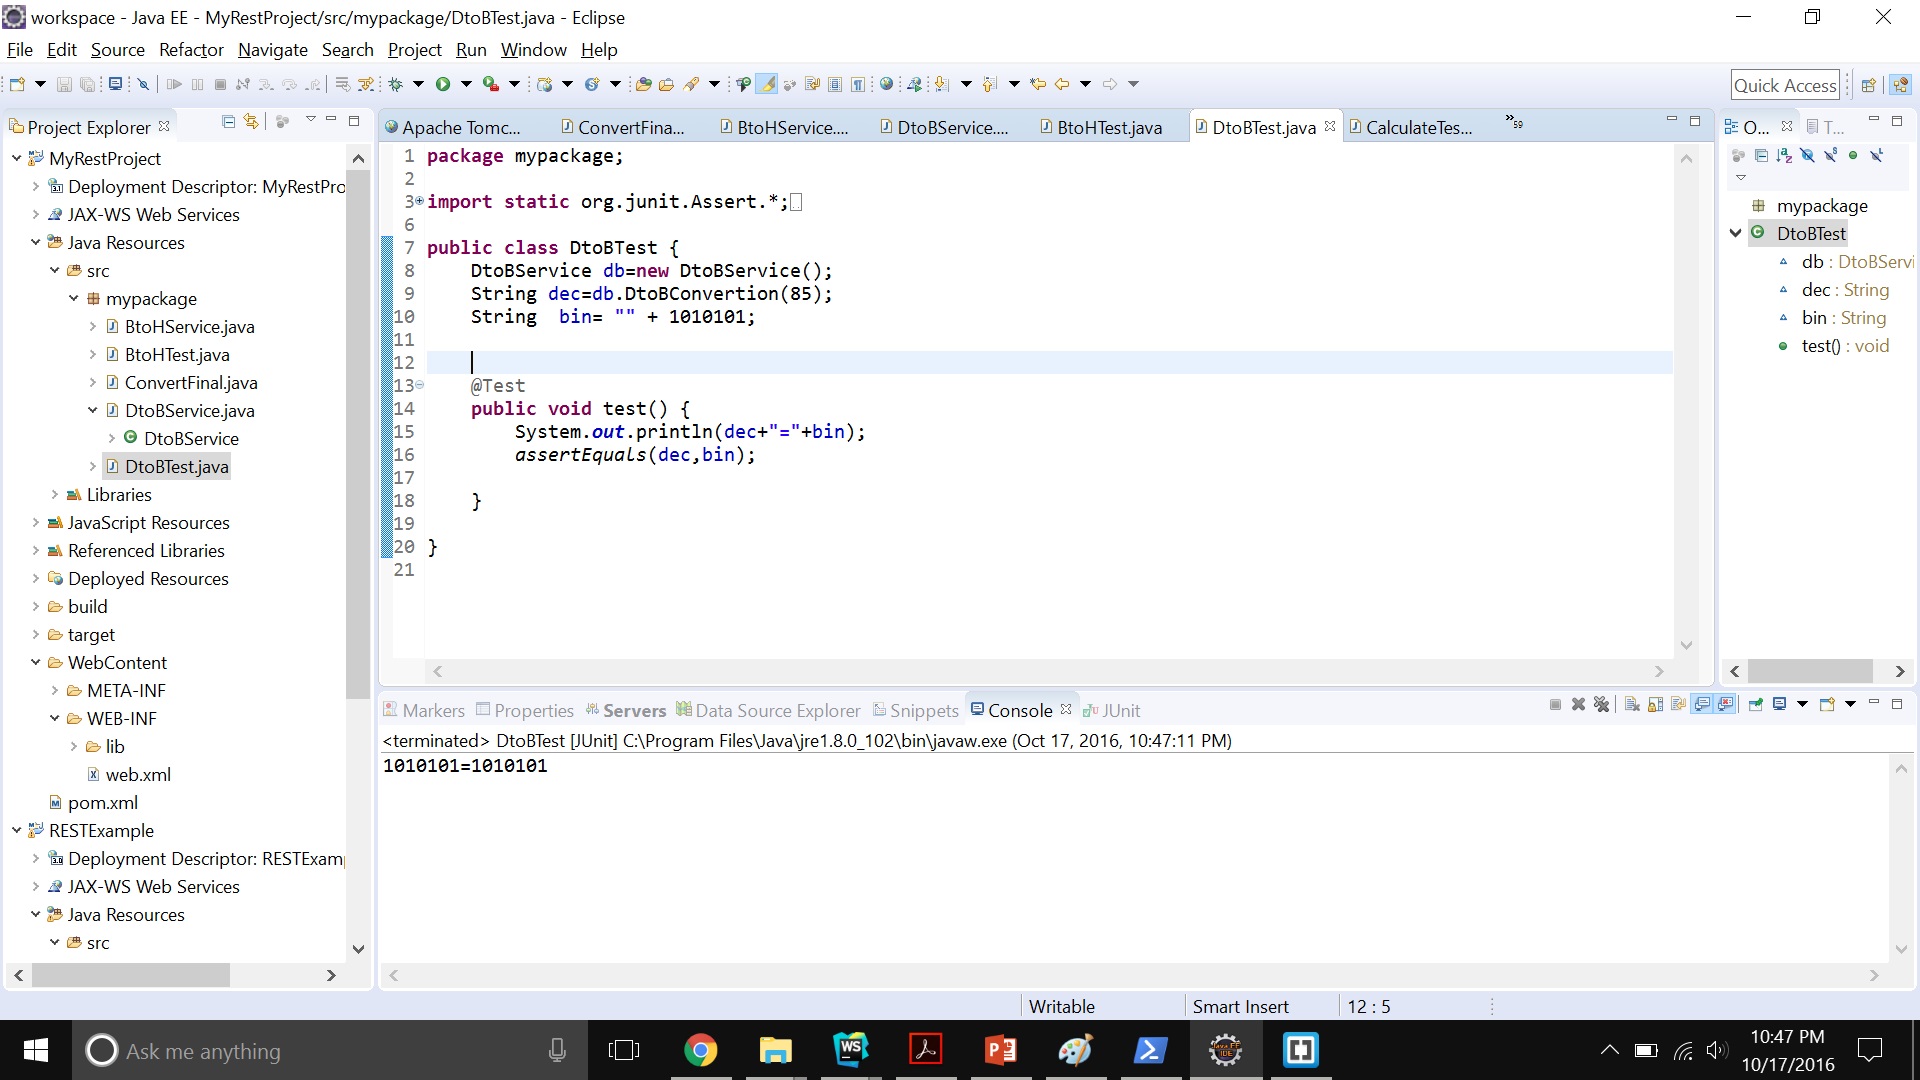 workspace - Java EE - MyRestProject/src/mypackage/DtoBTest.java - Eclipse
File Edit Source Refactor Navigate Search Project Run Window Help
Quick Access
Project Explorer
MyRestProject
Deployment Descriptor: MyRestPro
JAX-WS Web Services
Java Resources
src
mypackage
BtoHService.java
BtoHTest.java
ConvertFinal.java
DtoBService.java
DtoBService
DtoBTest.java
Libraries
JavaScript Resources
Referenced Libraries
Deployed Resources
build
target
WebContent
META-INF
WEB-INF
lib
web.xml
pom.xml
RESTExample
Deployment Descriptor: RESTExam
JAX-WS Web Services
Java Resources
src
Apache Tomc... ConvertFina... BtoHService.... DtoBService.... BtoHTest.java DtoBTest.java CalculateTes... »59
1 package mypackage;
2
3 import static org.junit.Assert.*;
6
7 public class DtoBTest {
8 DtoBService db=new DtoBService();
9 String dec=db.DtoBConvertion(85);
10 String  bin= "" + 1010101;
11
12
13 @Test
14 public void test() {
15 System.out.println(dec+"="+bin);
16 assertEquals(dec,bin);
17
18 }
19
20 }
21
O... T...
mypackage
DtoBTest
db : DtoBServi
dec : String
bin : String
test() : void
Markers Properties Servers Data Source Explorer Snippets Console JUnit
<terminated> DtoBTest [JUnit] C:\Program Files\Java\jre1.8.0_102\bin\javaw.exe (Oct 17, 2016, 10:47:11 PM)
1010101=1010101
Writable Smart Insert 12 : 5
Ask me anything
WS
Java EE
IDE
10:47 PM
10/17/2016